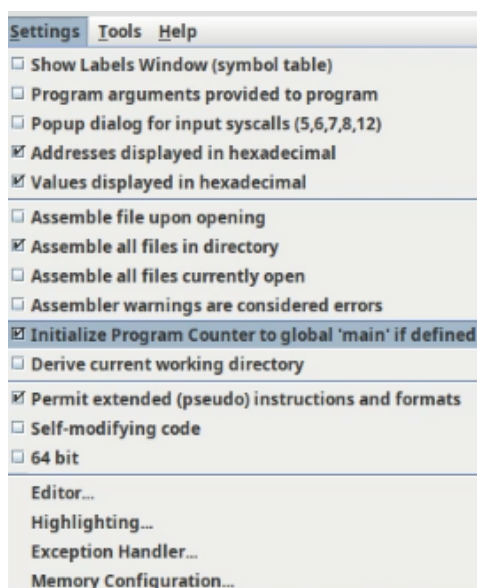 Settings Tools Help
Show Labels Window (symbol table)
Program arguments provided to program
Popup dialog for input syscalls (5,6,7,8,12)
Addresses displayed in hexadecimal
Values displayed in hexadecimal
Assemble file upon opening
Assemble all files in directory
Assemble all files currently open
Assembler warnings are considered errors
Initialize Program Counter to global 'main' if defined
Derive current working directory
Permit extended (pseudo) instructions and formats
Self-modifying code
64 bit
Editor...
Highlighting...
Exception Handler...
Memory Configuration...